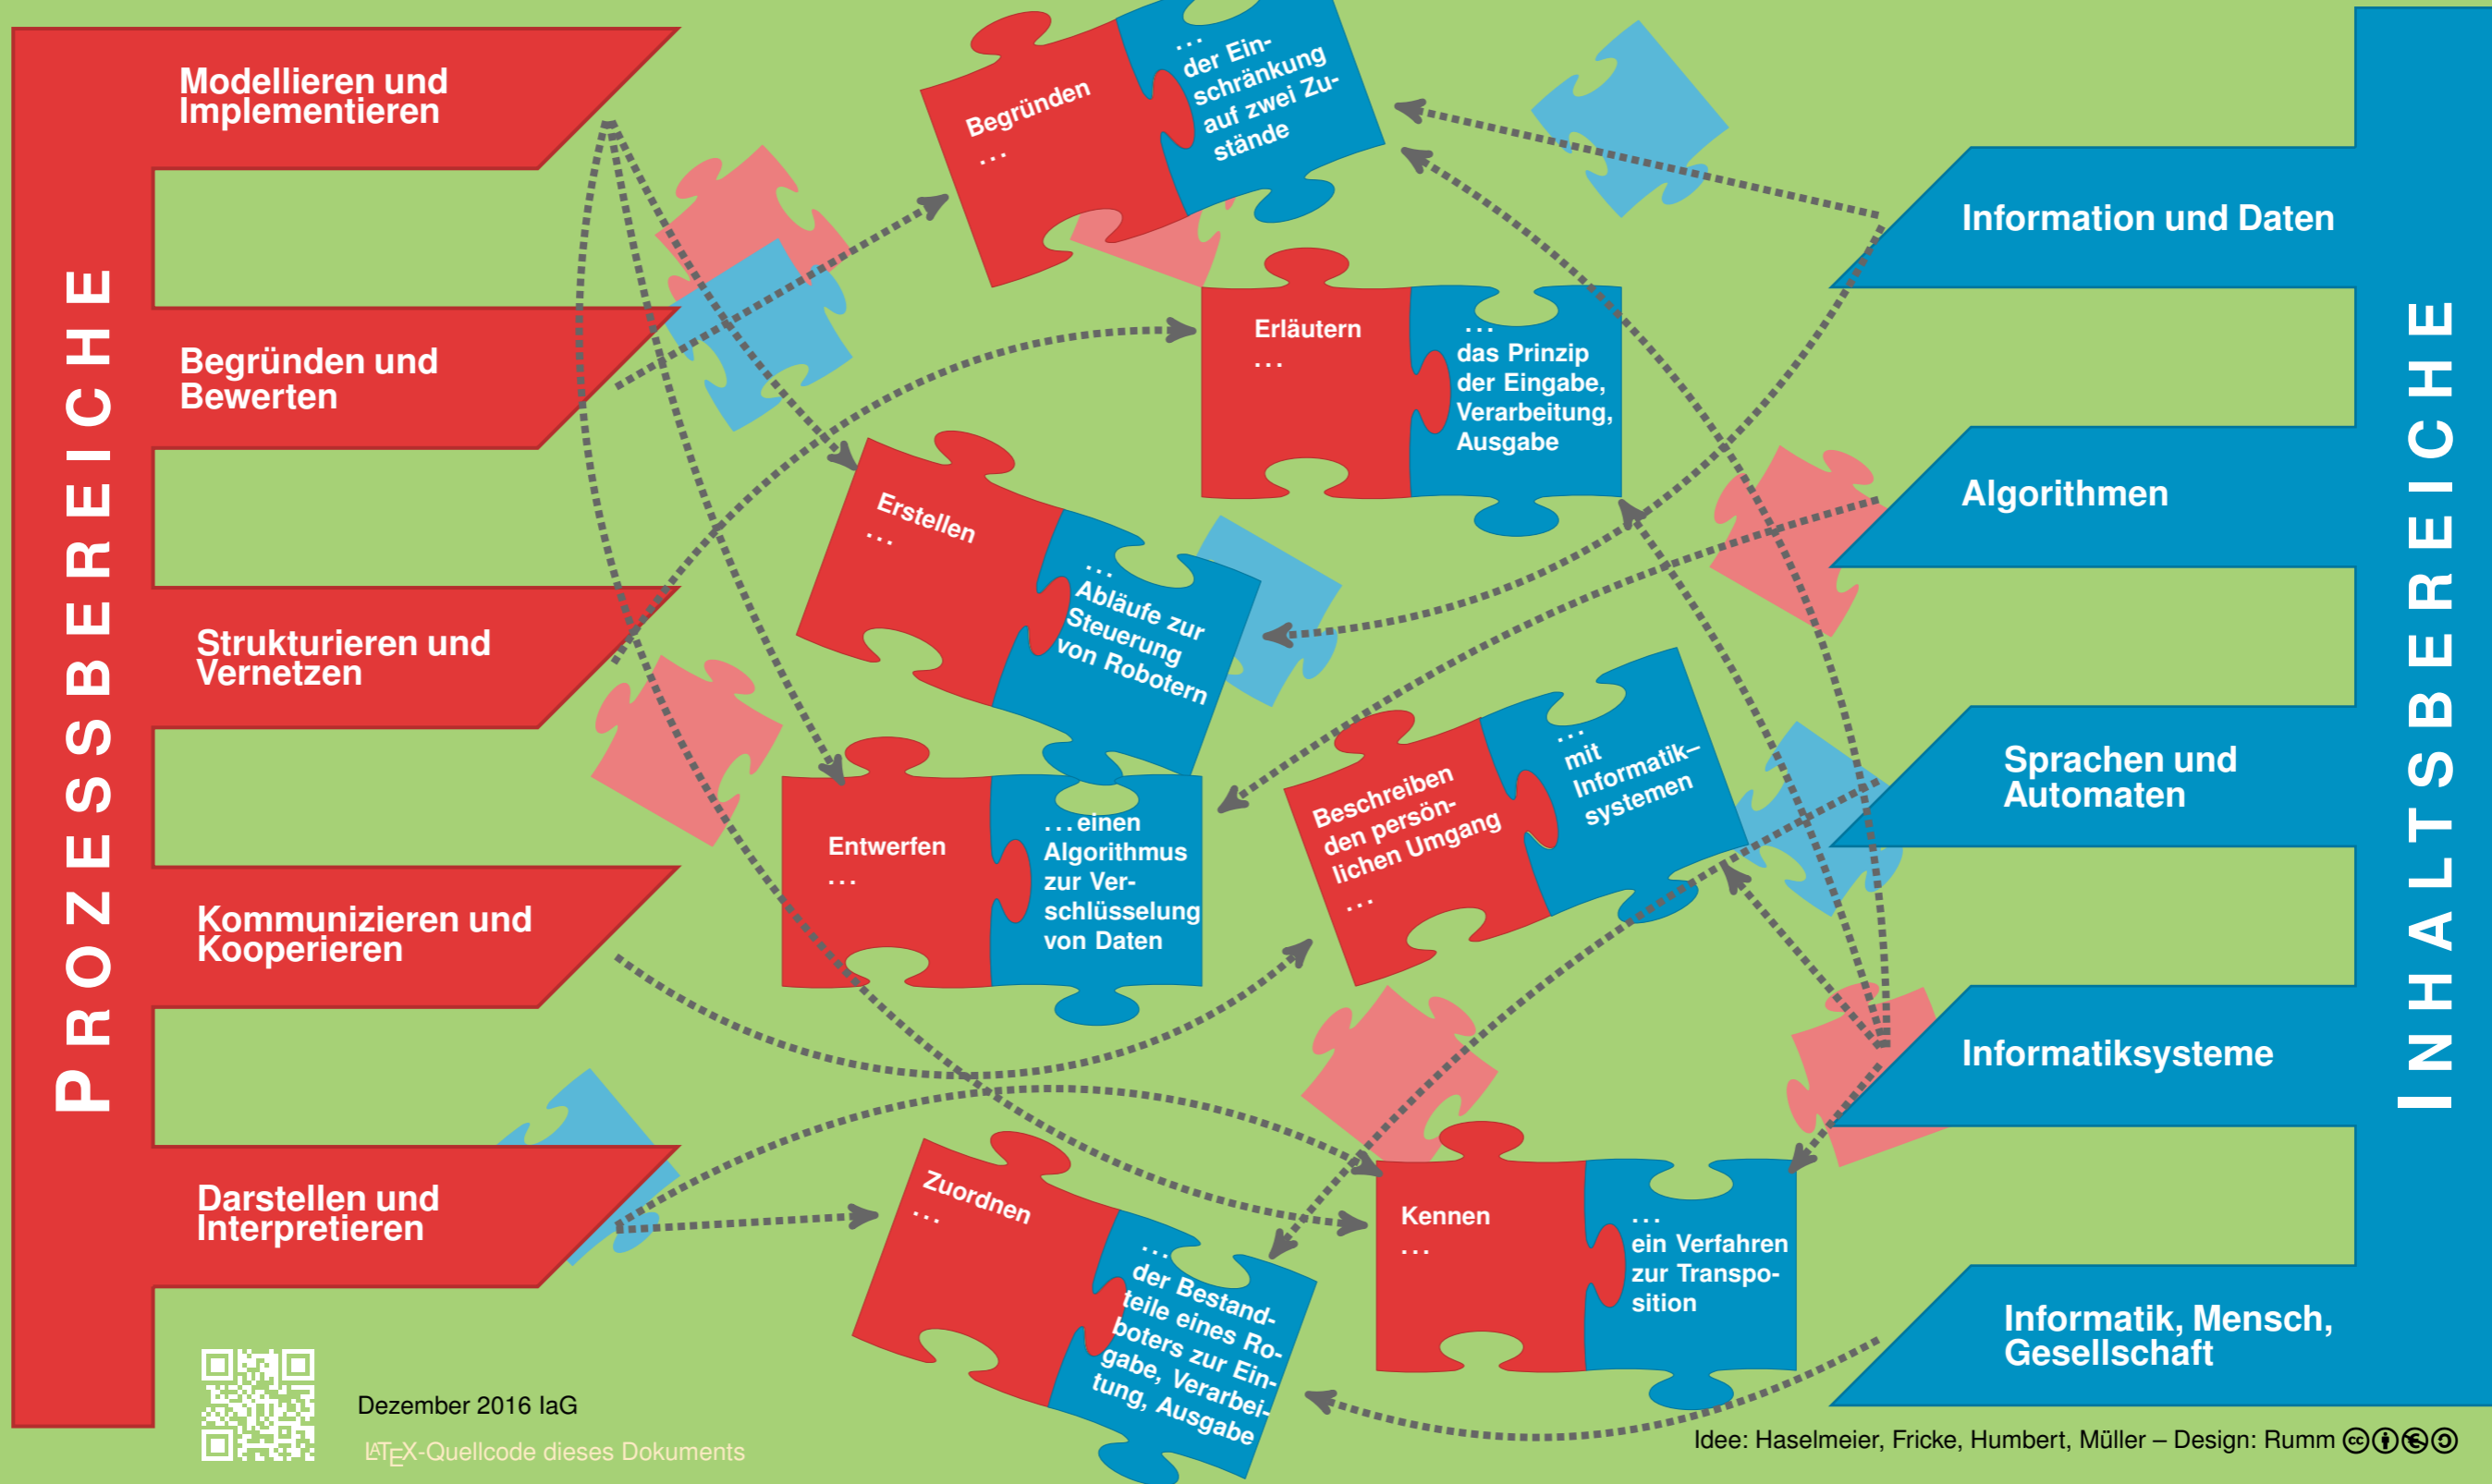 PROZESSBEREICHE
Modellieren und
Implementieren
Begründen und
Bewerten
Strukturieren und
Vernetzen
Kommunizieren und
Kooperieren
Darstellen und
Interpretieren
Begründen
...
...
der Ein-
schränkung
auf zwei Zu-
stände
Erläutern
...
...
das Prinzip
der Eingabe,
Verarbeitung,
Ausgabe
Erstellen
...
...
Abläufe zur
Steuerung
von Robotern
Entwerfen
...
...einen
Algorithmus
zur Ver-
schlüsselung
von Daten
Beschreiben
den persön-
lichen Umgang
...
...
mit
Informatik–
systemen
Zuordnen
...
...
der Bestand-
teile eines Ro-
boters zur Ein-
gabe, Verarbei-
tung, Ausgabe
Kennen
...
...
ein Verfahren
zur Transpo-
sition
INHALTSBEREICHE
Information und Daten
Algorithmen
Sprachen und
Automaten
Informatiksysteme
Informatik, Mensch,
Gesellschaft
Dezember 2016 IaG
LATEX-Quellcode dieses Dokuments
Idee: Haselmeier, Fricke, Humbert, Müller – Design: Rumm